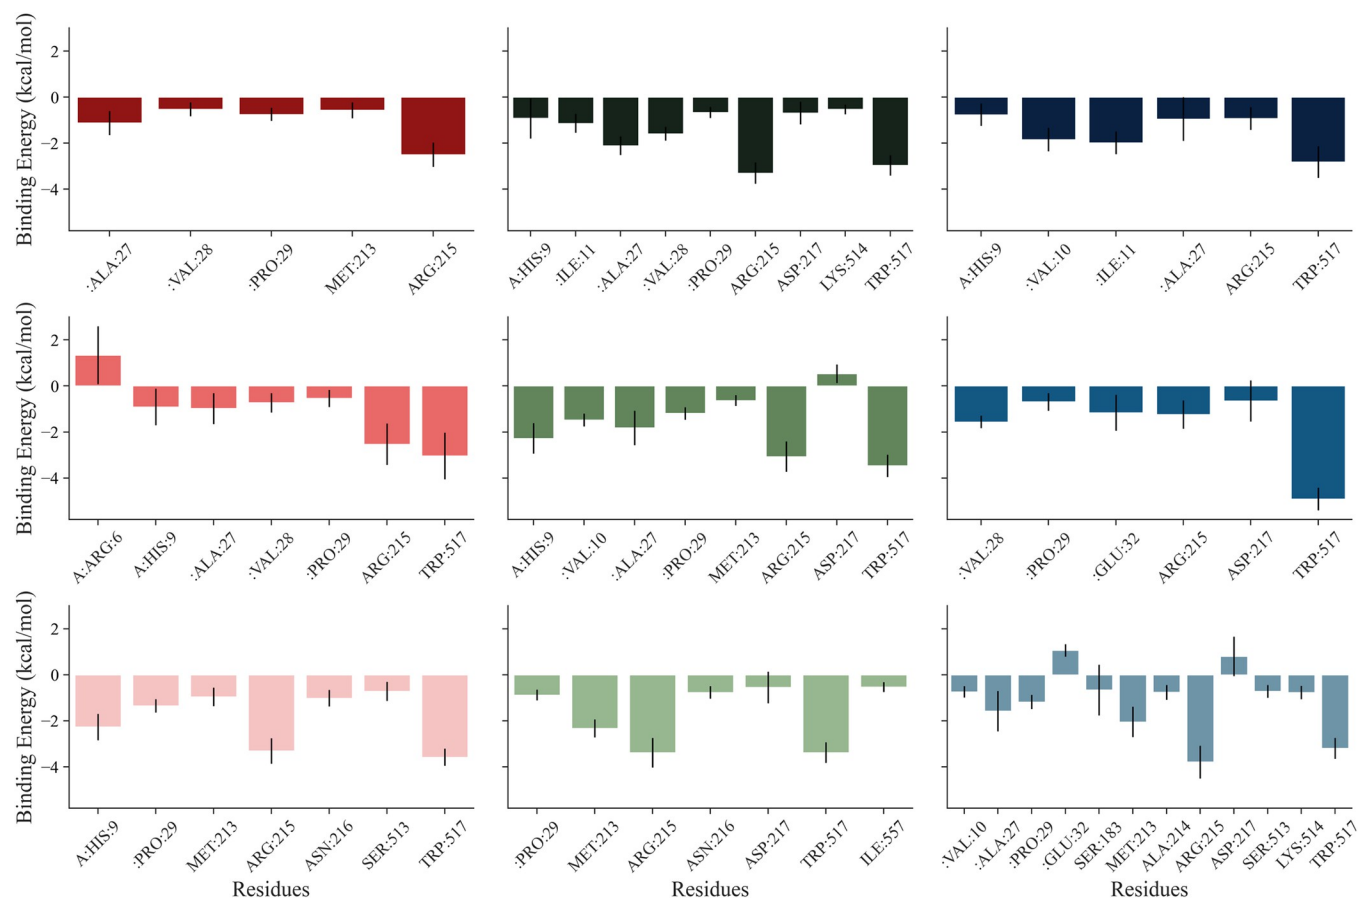 Binding Energy (kcal/mol)
2
0
−2
−4
:ALA:27
:VAL:28
:PRO:29
MET:213
ARG:215
A:HIS:9
:ILE:11
:ALA:27
:VAL:28
:PRO:29
ARG:215
ASP:217
LYS:514
TRP:517
A:HIS:9
:VAL:10
:ILE:11
:ALA:27
ARG:215
TRP:517
Binding Energy (kcal/mol)
2
0
−2
−4
A:ARG:6
A:HIS:9
:ALA:27
:VAL:28
:PRO:29
ARG:215
TRP:517
A:HIS:9
:VAL:10
:ALA:27
:PRO:29
MET:213
ARG:215
ASP:217
TRP:517
:VAL:28
:PRO:29
:GLU:32
ARG:215
ASP:217
TRP:517
Binding Energy (kcal/mol)
2
0
−2
−4
A:HIS:9
:PRO:29
MET:213
ARG:215
ASN:216
SER:513
TRP:517
Residues
:PRO:29
MET:213
ARG:215
ASN:216
ASP:217
TRP:517
ILE:557
Residues
:VAL:10
:ALA:27
:PRO:29
:GLU:32
SER:183
MET:213
ALA:214
ARG:215
ASP:217
SER:513
LYS:514
TRP:517
Residues